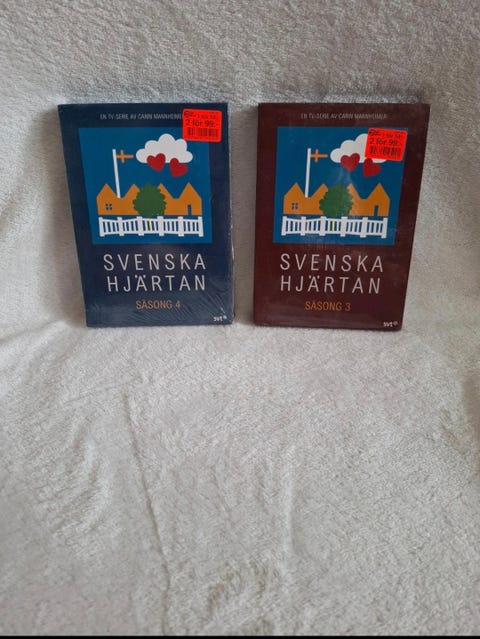 EN TV-SERIE AV CARIN MANNHEIMER
2 för 99:-
SVENSKA
HJÄRTAN
SÄSONG 4
svt
EN TV-SERIE AV CARIN MANNHEIMER
2 för 99:-
SVENSKA
HJÄRTAN
SÄSONG 3
svt